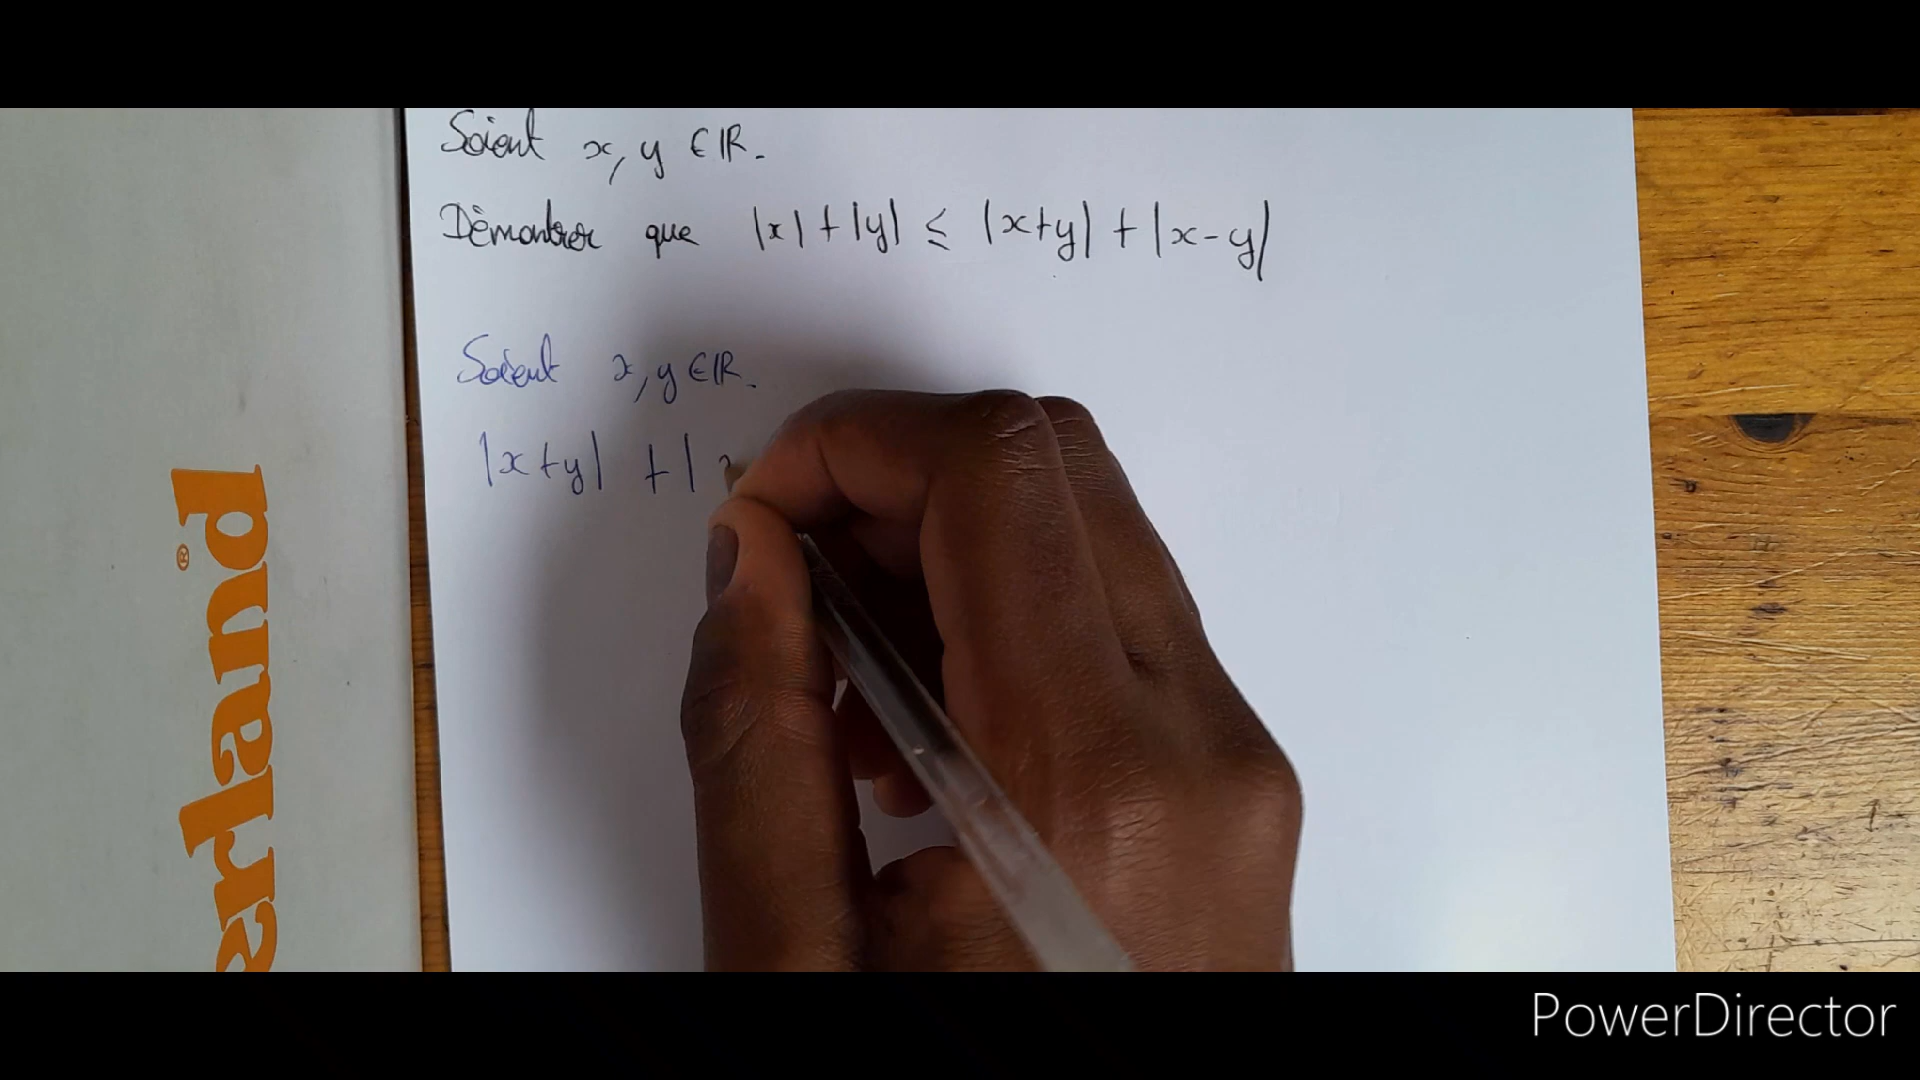 Soient x, y ∈ ℝ.
Démontrer que |x| + |y| ≤ |x+y| + |x-y|
Soient x, y ∈ ℝ.
|x+y| + | x
erland®
PowerDirector